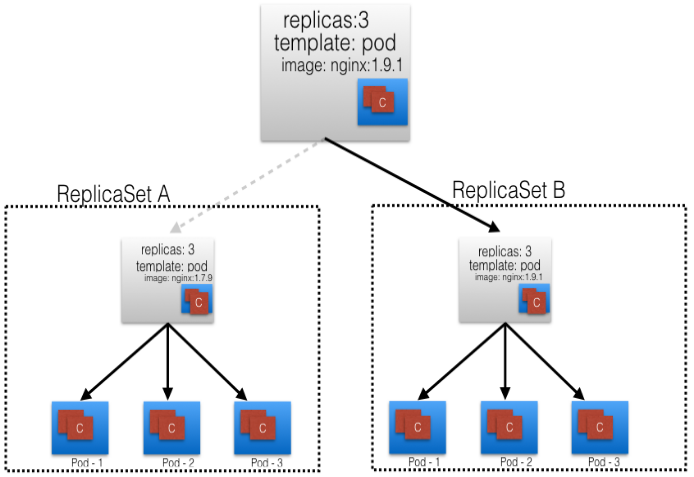 replicas:3
template: pod
image: nginx:1.9.1
C
ReplicaSet A
ReplicaSet B
replicas: 3
template: pod
image: nginx:1.7.9
C
replicas: 3
template: pod
image: nginx:1.9.1
C
C
C
C
C
C
C
Pod - 1
Pod - 2
Pod - 3
Pod - 1
Pod - 2
Pod - 3